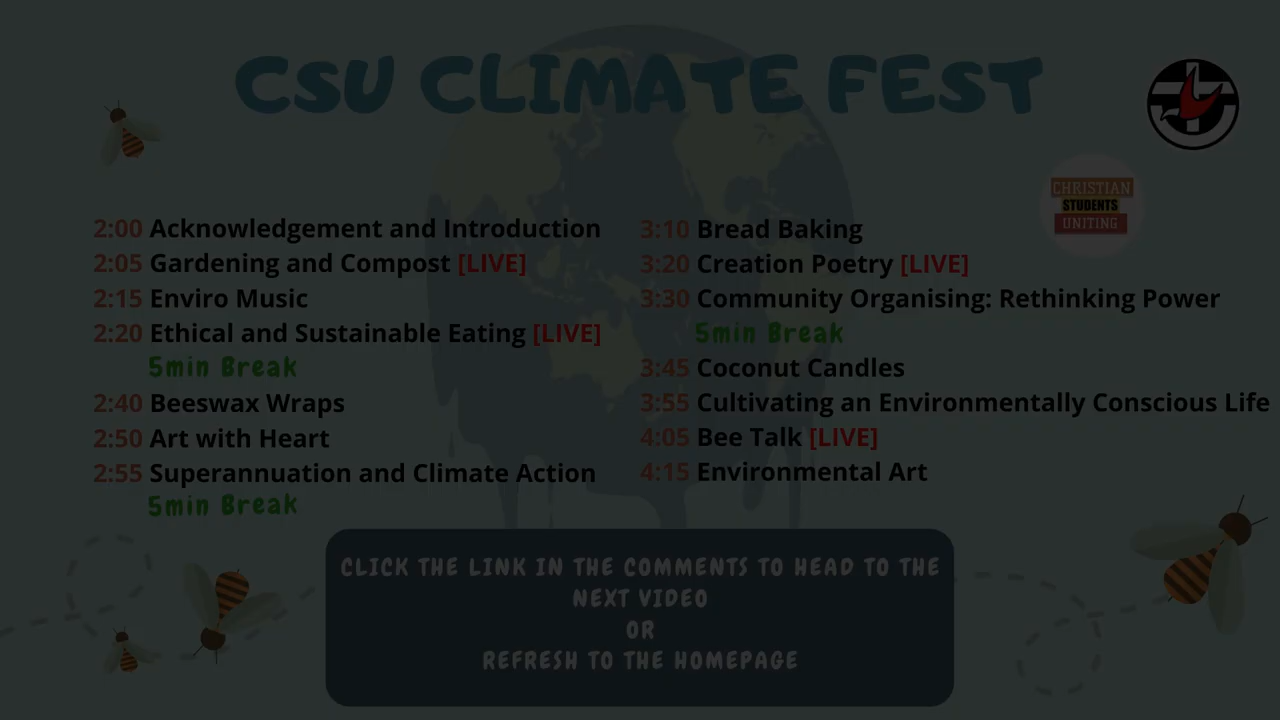 CSU CLIMATE FEST
CHRISTIAN
STUDENTS
UNITING
2:00 Acknowledgement and Introduction
2:05 Gardening and Compost [LIVE]
2:15 Enviro Music
2:20 Ethical and Sustainable Eating [LIVE]
5min Break
2:40 Beeswax Wraps
2:50 Art with Heart
2:55 Superannuation and Climate Action
5min Break
3:10 Bread Baking
3:20 Creation Poetry [LIVE]
3:30 Community Organising: Rethinking Power
5min Break
3:45 Coconut Candles
3:55 Cultivating an Environmentally Conscious Life
4:05 Bee Talk [LIVE]
4:15 Environmental Art
CLICK THE LINK IN THE COMMENTS TO HEAD TO THE
NEXT VIDEO
OR
REFRESH TO THE HOMEPAGE